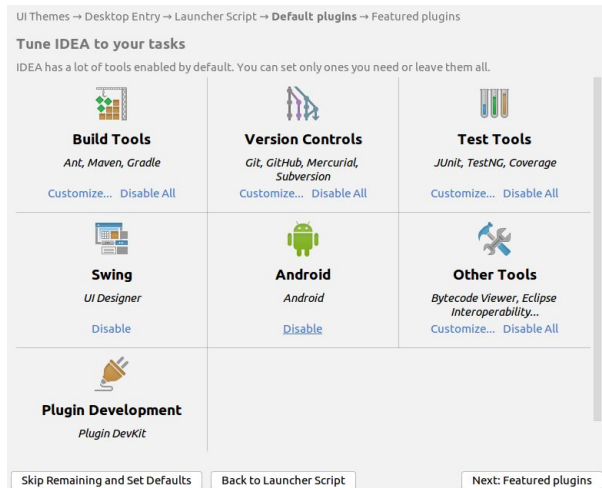 UI Themes → Desktop Entry → Launcher Script → Default plugins → Featured plugins
Tune IDEA to your tasks
IDEA has a lot of tools enabled by default. You can set only ones you need or leave them all.
Build Tools
Ant, Maven, Gradle
Customize... Disable All
Version Controls
Git, GitHub, Mercurial,
Subversion
Customize... Disable All
Test Tools
JUnit, TestNG, Coverage
Customize... Disable All
Swing
UI Designer
Disable
Android
Android
Disable
Other Tools
Bytecode Viewer, Eclipse
Interoperability...
Customize... Disable All
Plugin Development
Plugin DevKit
Skip Remaining and Set Defaults
Back to Launcher Script
Next: Featured plugins